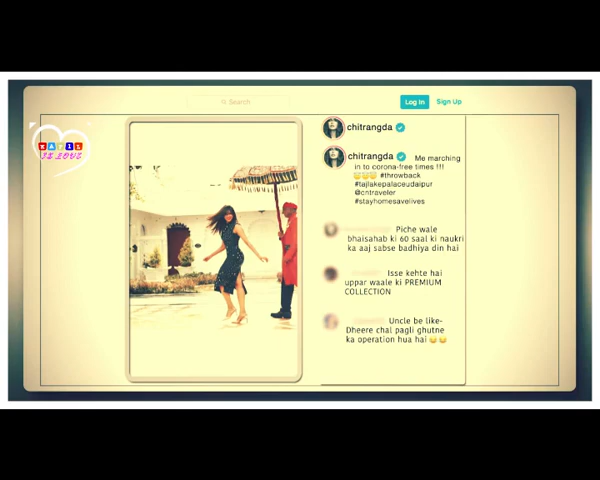 Search
Log In
Sign Up
chitrangda
chitrangda Me marching
in to corona-free times !!!
😇😇😇 #throwback
#tajlakepalaceudaipur
@cntraveler
#stayhomesavelives
Piche wale
bhaisahab ki 60 saal ki naukri
ka aaj sabse badhiya din hai
Isse kehte hai
uppar waale ki PREMIUM
COLLECTION
Uncle be like-
Dheere chal pagli ghutne
ka operation hua hai 😄😄